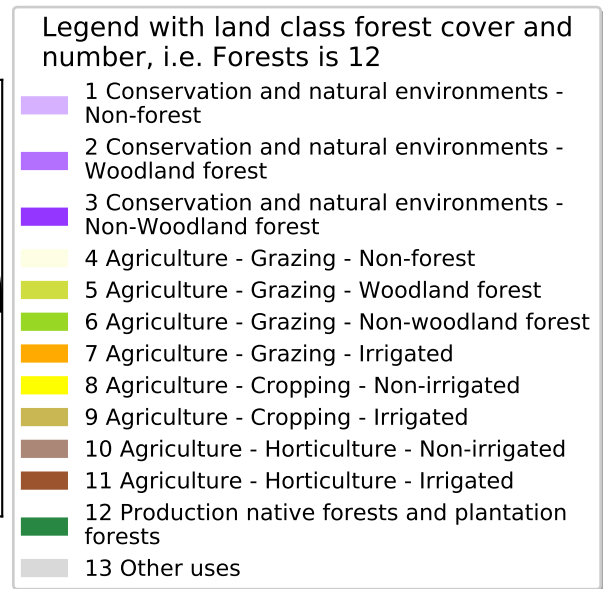 Legend with land class forest cover and
number, i.e. Forests is 12
1 Conservation and natural environments -
Non-forest
2 Conservation and natural environments -
Woodland forest
3 Conservation and natural environments -
Non-Woodland forest
4 Agriculture - Grazing - Non-forest
5 Agriculture - Grazing - Woodland forest
6 Agriculture - Grazing - Non-woodland forest
7 Agriculture - Grazing - Irrigated
8 Agriculture - Cropping - Non-irrigated
9 Agriculture - Cropping - Irrigated
10 Agriculture - Horticulture - Non-irrigated
11 Agriculture - Horticulture - Irrigated
12 Production native forests and plantation
forests
13 Other uses